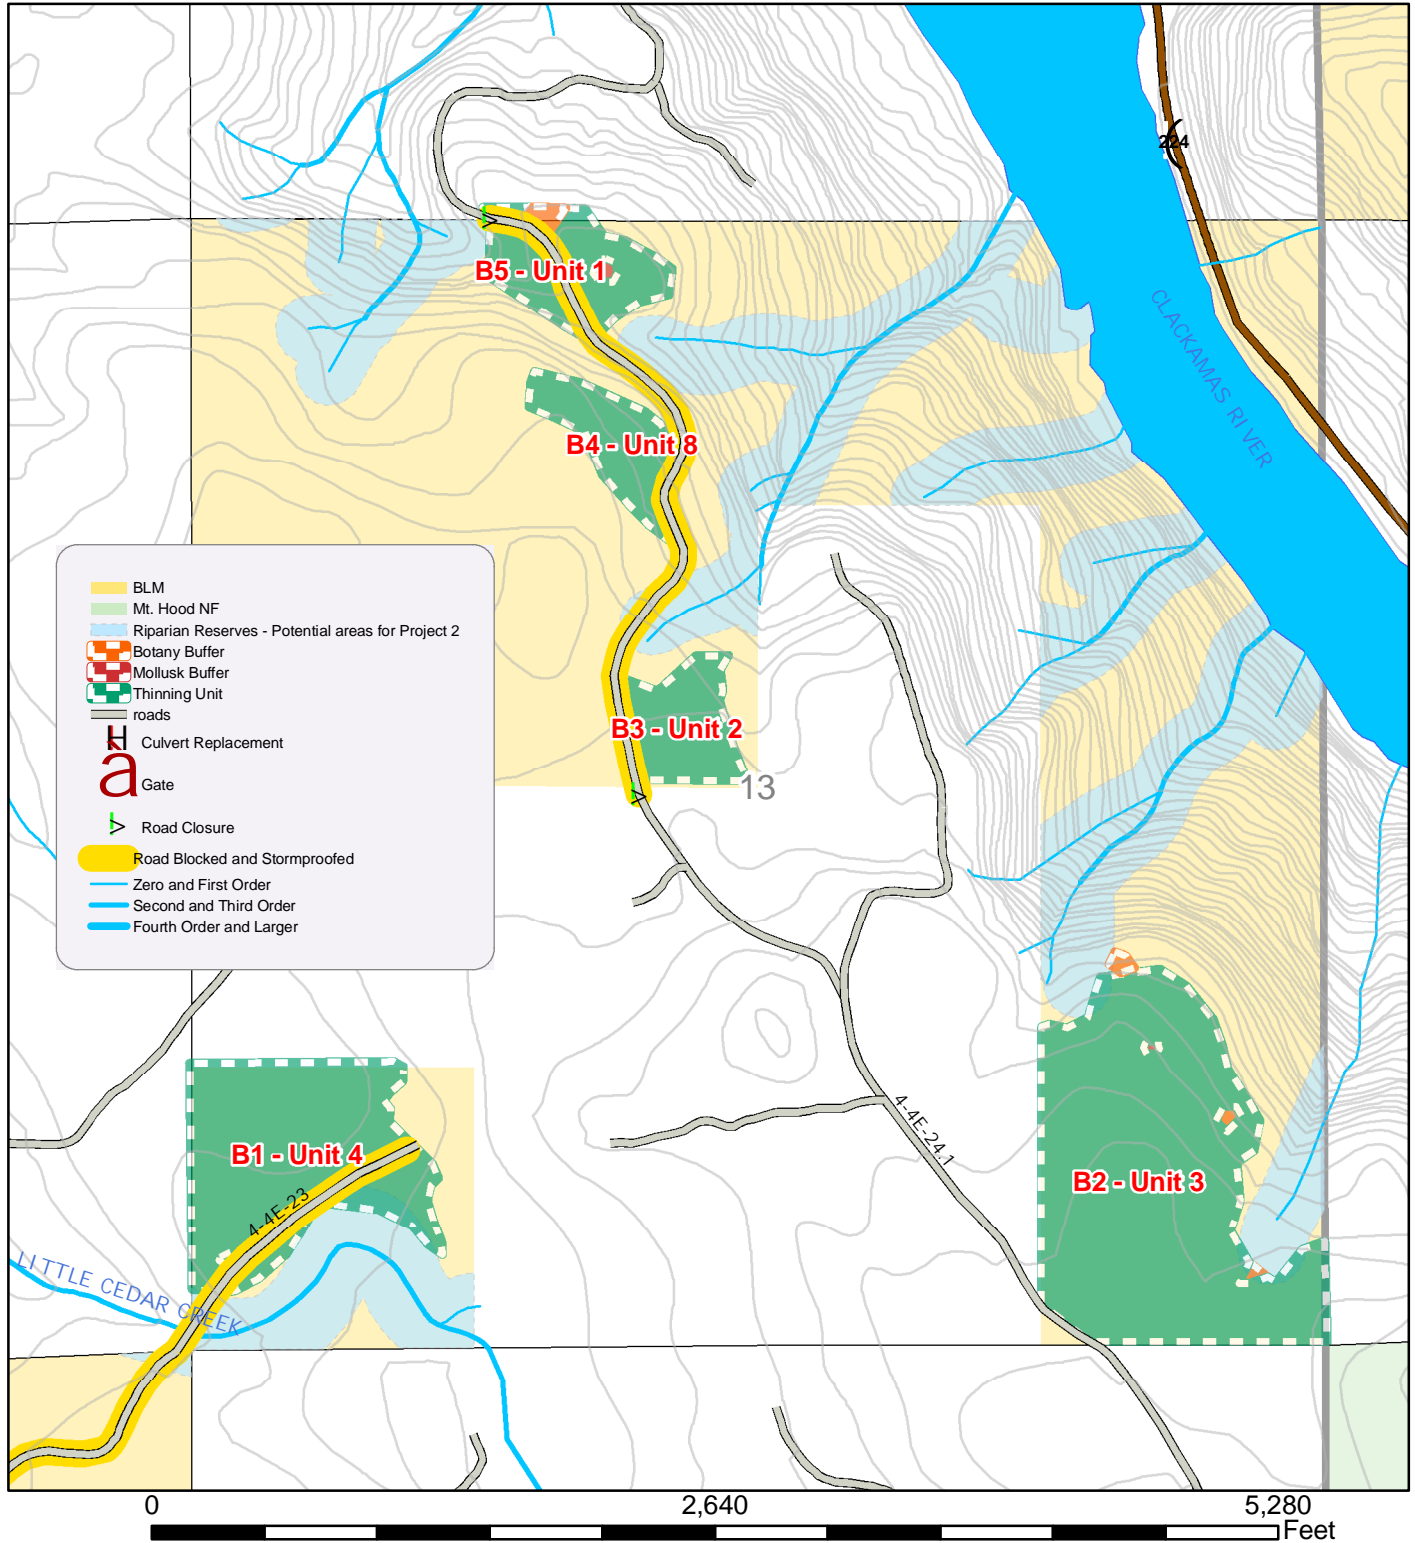 224
CLACKAMAS RIVER
B5 - Unit 1
B4 - Unit 8
BLM
Mt. Hood NF
Riparian Reserves - Potential areas for Project 2
Botany Buffer
Mollusk Buffer
Thinning Unit
roads
H Culvert Replacement
à Gate
Road Closure
Road Blocked and Stormproofed
Zero and First Order
Second and Third Order
Fourth Order and Larger
B3 - Unit 2
13
4-4E-24.1
B1 - Unit 4
B2 - Unit 3
4-4E-23
LITTLE CEDAR CREEK
0 2,640 5,280
Feet